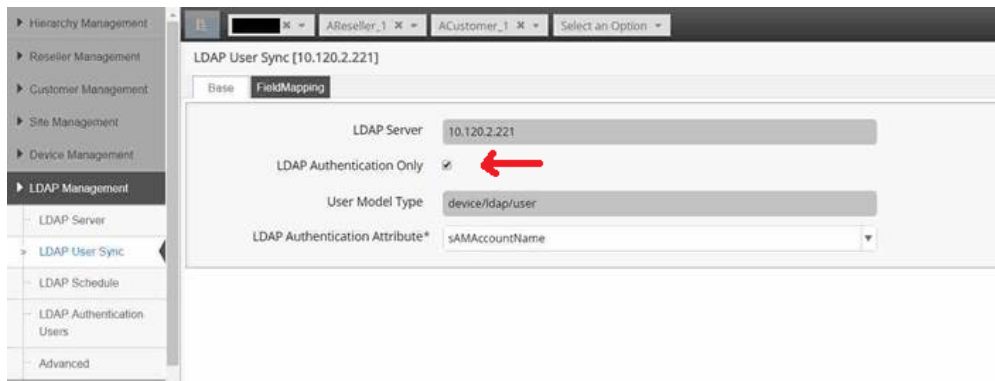 Hierarchy Management
Reseller Management
Customer Management
Site Management
Device Management
LDAP Management
LDAP Server
LDAP User Sync
LDAP Schedule
LDAP Authentication
Users
Advanced
AReseller_1
ACustomer_1
Select an Option
LDAP User Sync [10.120.2.221]
Base
FieldMapping
LDAP Server
10.120.2.221
LDAP Authentication Only
User Model Type
device/ldap/user
LDAP Authentication Attribute*
sAMAccountName